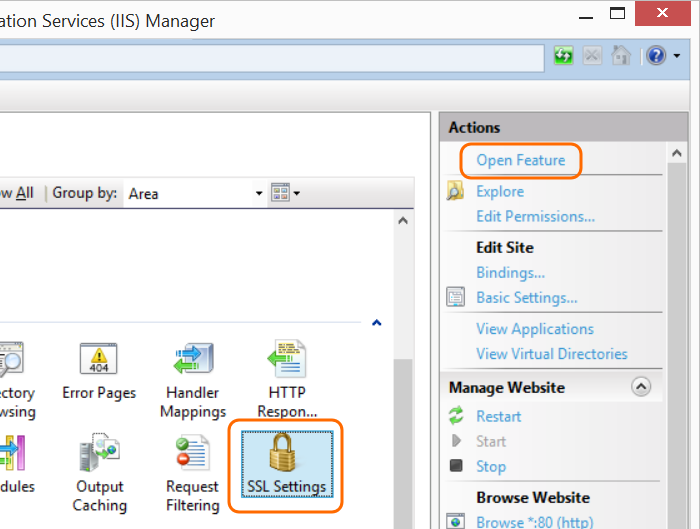 ation Services (IIS) Manager
Actions
Open Feature
Explore
Edit Permissions...
Edit Site
Bindings...
Basic Settings...
View Applications
View Virtual Directories
Manage Website
Restart
Start
Stop
Browse Website
Browse *:80 (http)
ow All
Group by:
Area
ectory
wsing
404
Error Pages
Handler
Mappings
HTTP
Respon...
dules
Output
Caching
Request
Filtering
SSL Settings